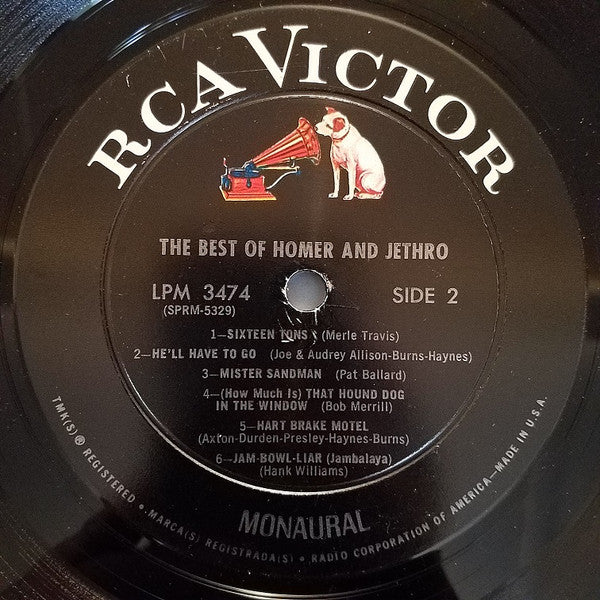 RCA VICTOR
THE BEST OF HOMER AND JETHRO
LPM 3474
(SPRM-5329)
SIDE 2
1—SIXTEEN TONS (Merle Travis)
2—HE'LL HAVE TO GO (Joe & Audrey Allison-Burns-Haynes)
3—MISTER SANDMAN (Pat Ballard)
4—(How Much Is) THAT HOUND DOG
IN THE WINDOW (Bob Merrill)
5—HART BRAKE MOTEL
(Axton-Durden-Presley-Haynes-Burns)
6—JAM-BOWL-LIAR (Jambalaya)
(Hank Williams)
MONAURAL
TMK(S) ® REGISTERED • MARCA(S) REGISTRADA(S) • RADIO CORPORATION OF AMERICA—MADE IN U.S.A.